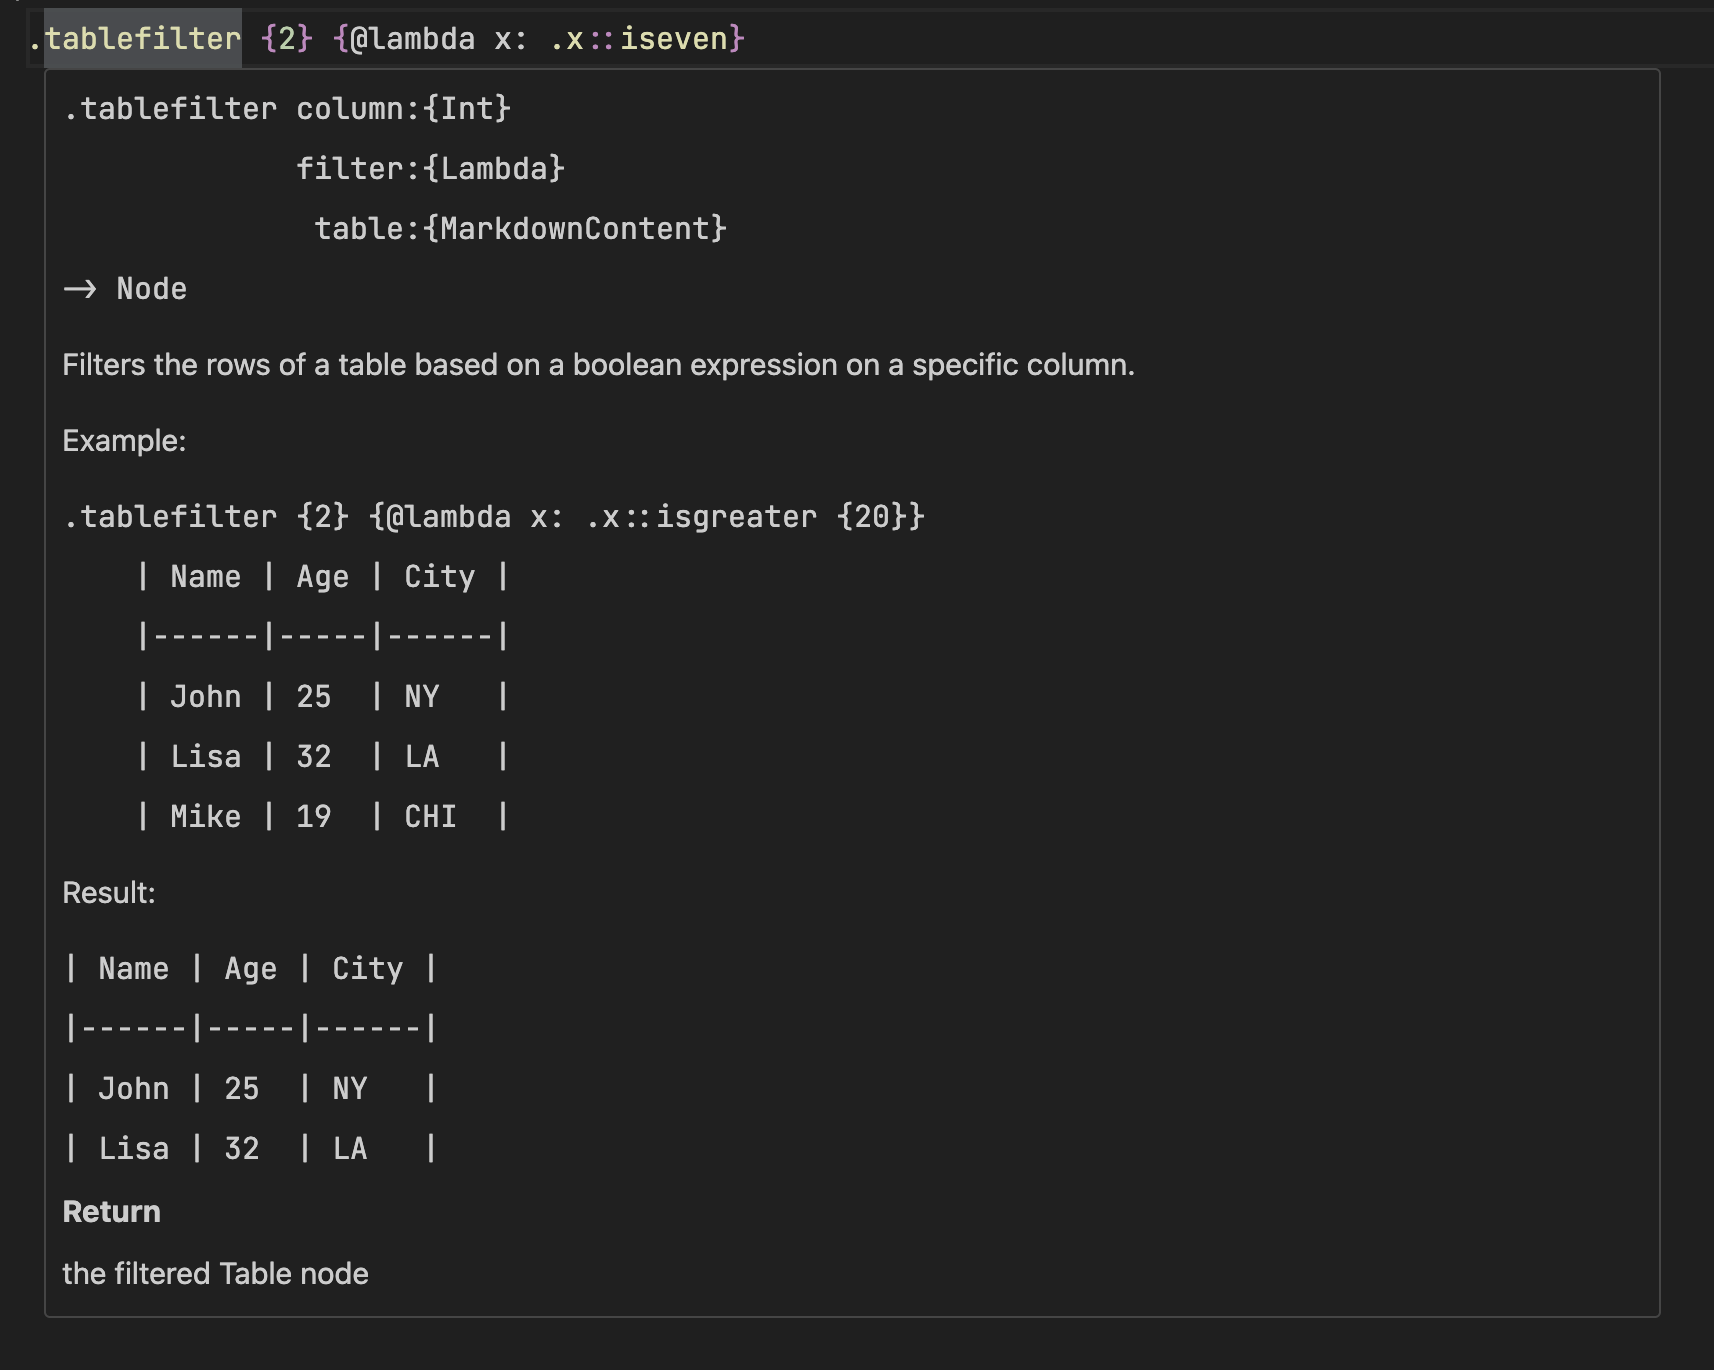 .tablefilter {2} {@lambda x: .x::iseven}
.tablefilter column:{Int}
             filter:{Lambda}
              table:{MarkdownContent}
-> Node
Filters the rows of a table based on a boolean expression on a specific column.
Example:
.tablefilter {2} {@lambda x: .x::isgreater {20}}
    | Name | Age | City |
    |------|-----|------|
    | John | 25  | NY   |
    | Lisa | 32  | LA   |
    | Mike | 19  | CHI  |
Result:
| Name | Age | City |
|------|-----|------|
| John | 25  | NY   |
| Lisa | 32  | LA   |
Return
the filtered Table node